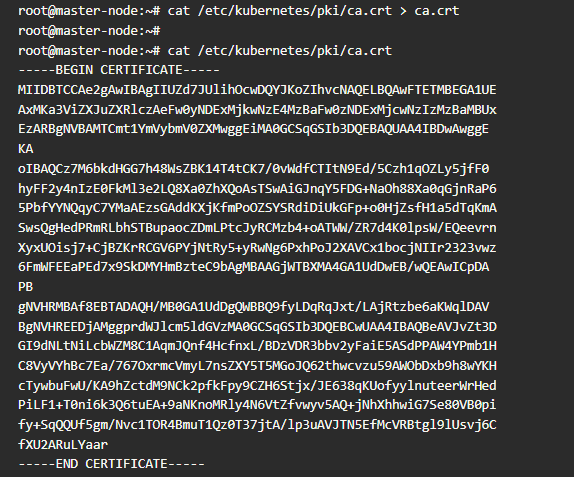 root@master-node:~# cat /etc/kubernetes/pki/ca.crt > ca.crt
root@master-node:~#
root@master-node:~# cat /etc/kubernetes/pki/ca.crt
-----BEGIN CERTIFICATE-----
MIIDBTCCAe2gAwIBAgIIUZd7JUlihOcwDQYJKoZIhvcNAQELBQAwFTETMBEGA1UE
AxMKa3ViZXJuZXRlczAeFw0yNDExMjkwNzE4MzBaFw0zNDExMjcwNzIzMzBaMBUx
EzARBgNVBAMTCmt1YmVybmV0ZXMwggEiMA0GCSqGSIb3DQEBAQUAA4IBDwAwggE
KA
oIBAQCz7M6bkdHGG7h48WsZBK14T4tCK7/0vWdfCTItN9Ed/5Czh1qOZLy5jfF0
hyFF2y4nIzE0FkMl3e2LQ8Xa0ZhXQoAsTSwAiGJnqY5FDG+NaOh88Xa0qGjnRaP6
5PbfYYNQqyC7YMaAEzsGAddKXjKfmPoOZSYSRdiDiUkGFp+o0HjZsfH1a5dTqKmA
SwsQgHedPRmRLbhSTBupaocZDmLPtcJyRCMzb4+oATWW/ZR7d4K0lpsW/EQeevrn
XyxUOisj7+CjBZKrRCGV6PYjNtRy5+yRwNg6PxhPoJ2XAVCx1bocjNIIr2323vwz
6FmWFEEaPEd7x9SkDMYHmBzteC9bAgMBAAGjWTBXMA4GA1UdDwEB/wQEAwICpDA
PB
gNVHRMBAf8EBTADAQH/MB0GA1UdDgQWBBQ9fyLDqRqJxt/LAjRtzbe6aKWqlDAV
BgNVHREEDjAMggprdWJlcm5ldGVzMA0GCSqGSIb3DQEBCwUAA4IBAQBeAVJvZt3D
GI9dNLtNiLcbWZM8C1AqmJQnf4HcfnxL/BDzVDR3bbv2yFaiE5ASdPPAW4YPmb1H
C8VyVYhBc7Ea/767OxrmcVmyL7nsZXY5T5MGoJQ62thwcvzu59AWObDxb9h8wYKH
cTywbuFwU/KA9hZctdM9NCk2pfkFpy9CZH6Stjx/JE638qKUofyylnuteerWrHed
PiLF1+T0ni6k3Q6tuEA+9aNKnoMRly4N6VtZfvwyv5AQ+jNhXhhwiG7Se80VB0pi
fy+SqQQUf5gm/Nvc1TOR4BmuT1Qz0T37jtA/lp3uAVJTN5EfMcVRBtgl9lUsvj6C
fXU2ARuLYaar
-----END CERTIFICATE-----